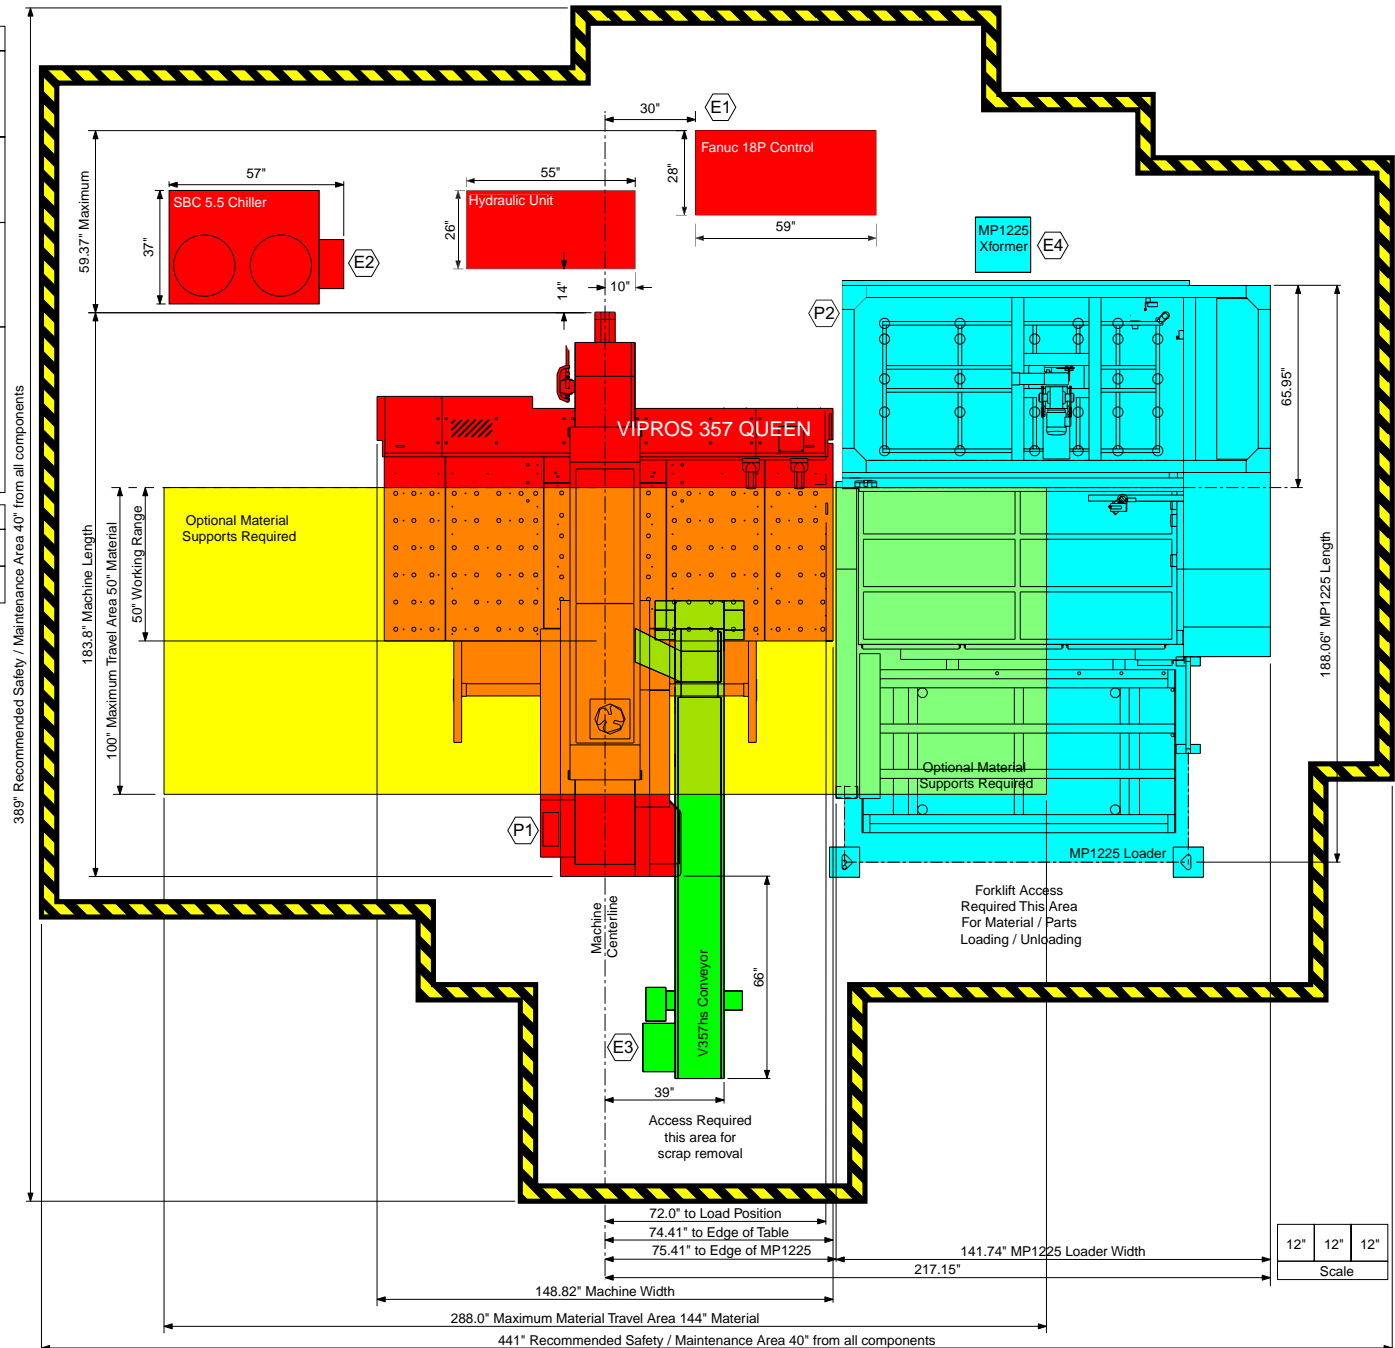 30"
E1
Fanuc 18P Control
28"
59"
57"
SBC 5.5 Chiller
37"
E2
55"
Hydraulic Unit
26"
14"
10"
59.37" Maximum
MP1225
Xformer
E4
P2
65.95"
VIPROS 357 QUEEN
Optional Material
Supports Required
389" Recommended Safety / Maintenance Area 40" from all components
183.8" Machine Length
100" Maximum Travel Area 50" Material
50" Working Range
188.06" MP1225 Length
Optional Material
Supports Required
P1
MP1225 Loader
Forklift Access
Required This Area
For Material / Parts
Loading / Unloading
Machine
Centerline
V357hs Conveyor
66"
E3
39"
Access Required
this area for
scrap removal
72.0" to Load Position
74.41" to Edge of Table
75.41" to Edge of MP1225
141.74" MP1225 Loader Width
217.15"
12" 12" 12"
Scale
148.82" Machine Width
288.0" Maximum Material Travel Area 144" Material
441" Recommended Safety / Maintenance Area 40" from all components